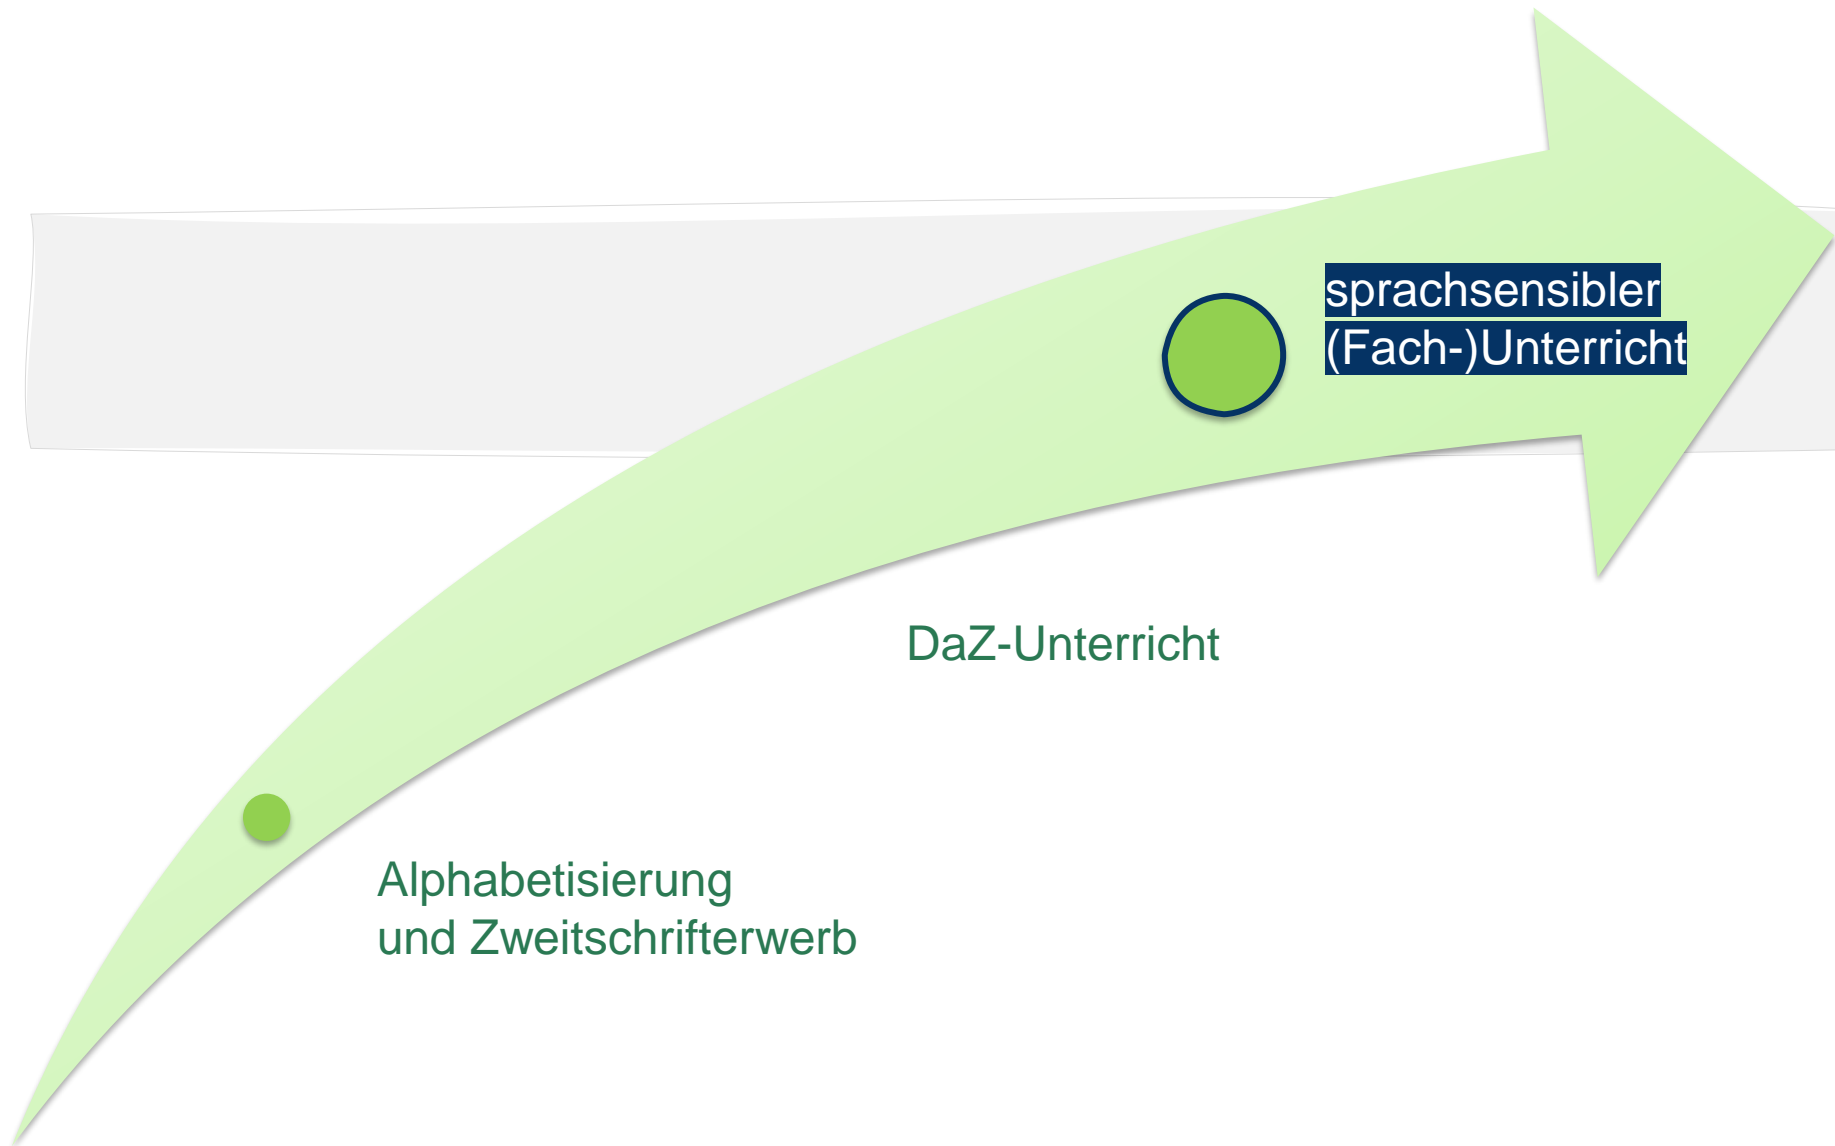 sprachsensibler
(Fach-)Unterricht
DaZ-Unterricht
Alphabetisierung
und Zweitschrifterwerb